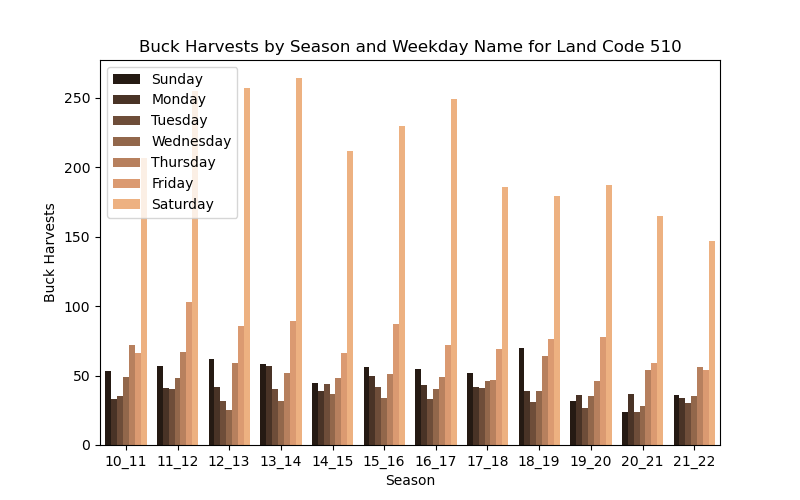 Buck Harvests by Season and Weekday Name for Land Code 510
Sunday
Monday
Tuesday
Wednesday
Thursday
Friday
Saturday
250
200
150
100
50
0
Buck Harvests
10_11 11_12 12_13 13_14 14_15 15_16 16_17 17_18 18_19 19_20 20_21 21_22
Season